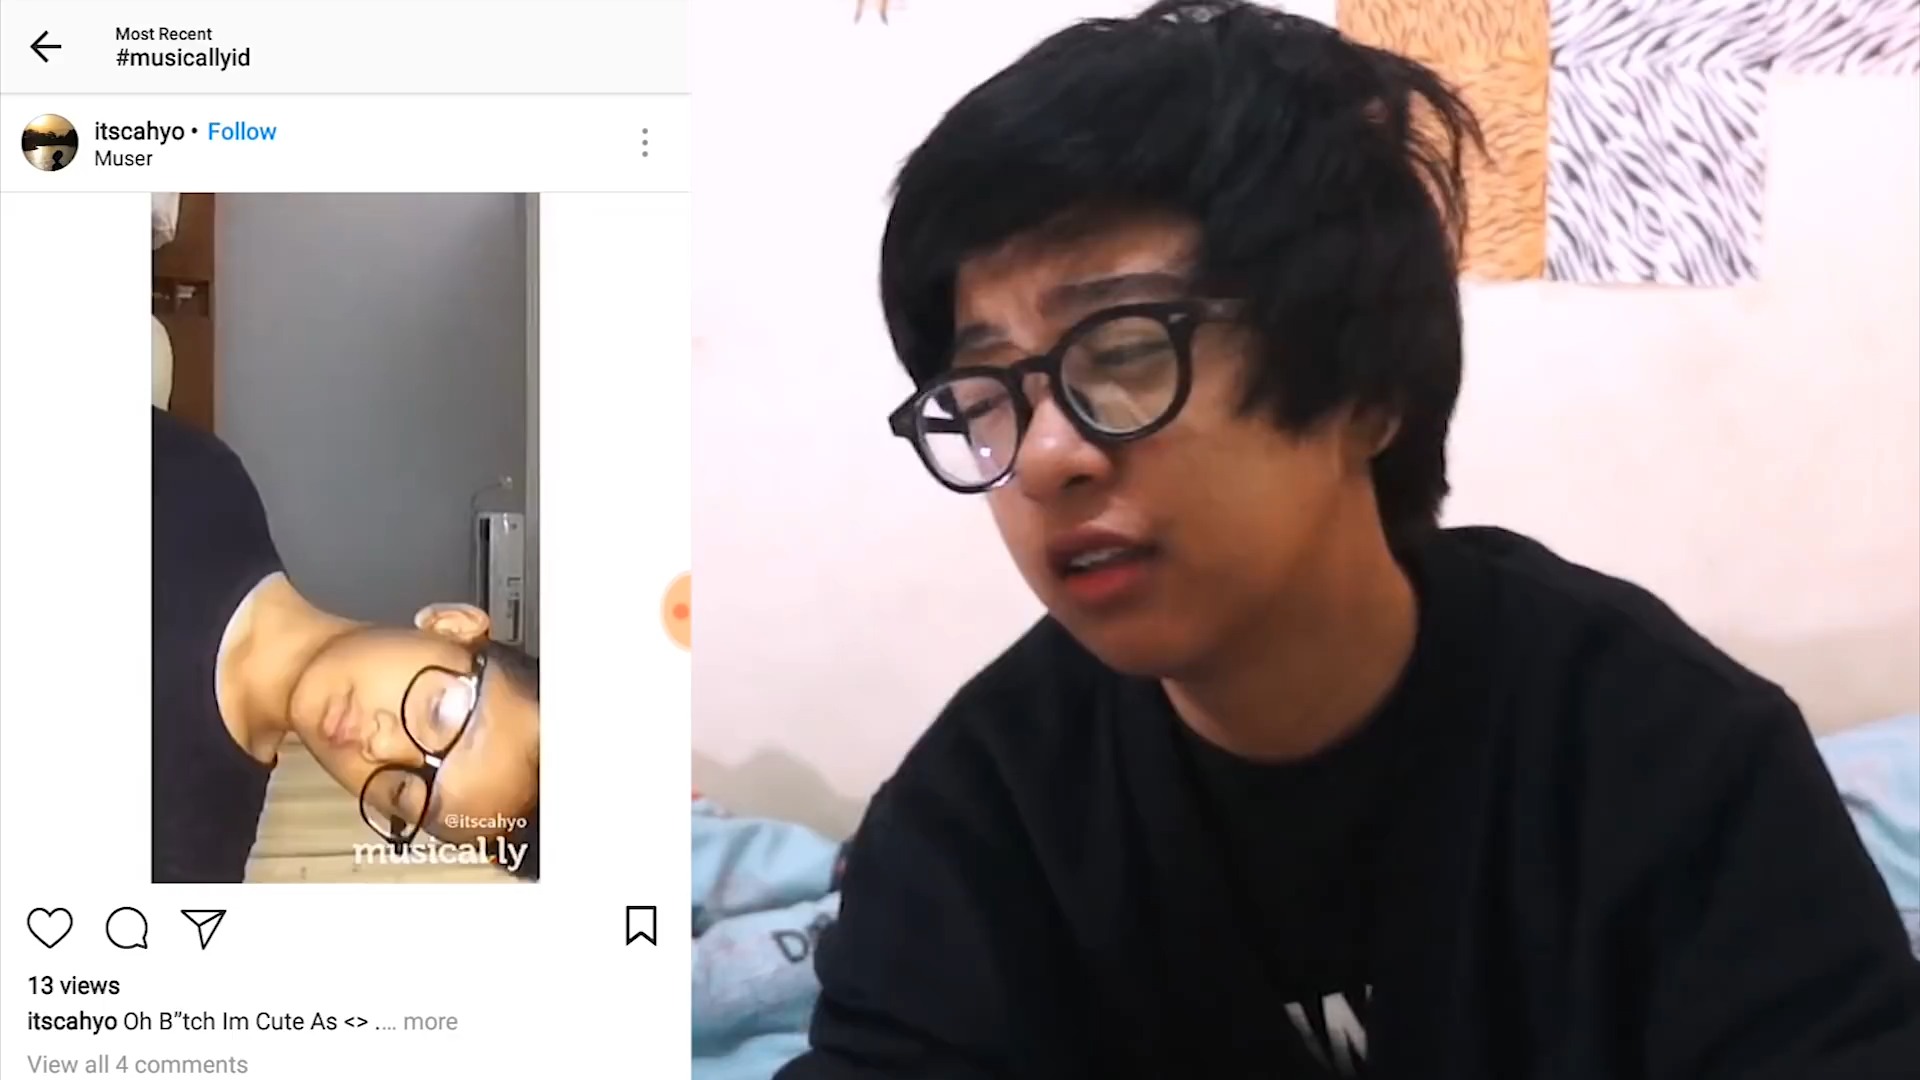 Most Recent
#musicallyid
itscahyo • Follow
Muser
@itscahyo
musical.ly
13 views
itscahyo Oh B"tch Im Cute As <> .... more
View all 4 comments
W